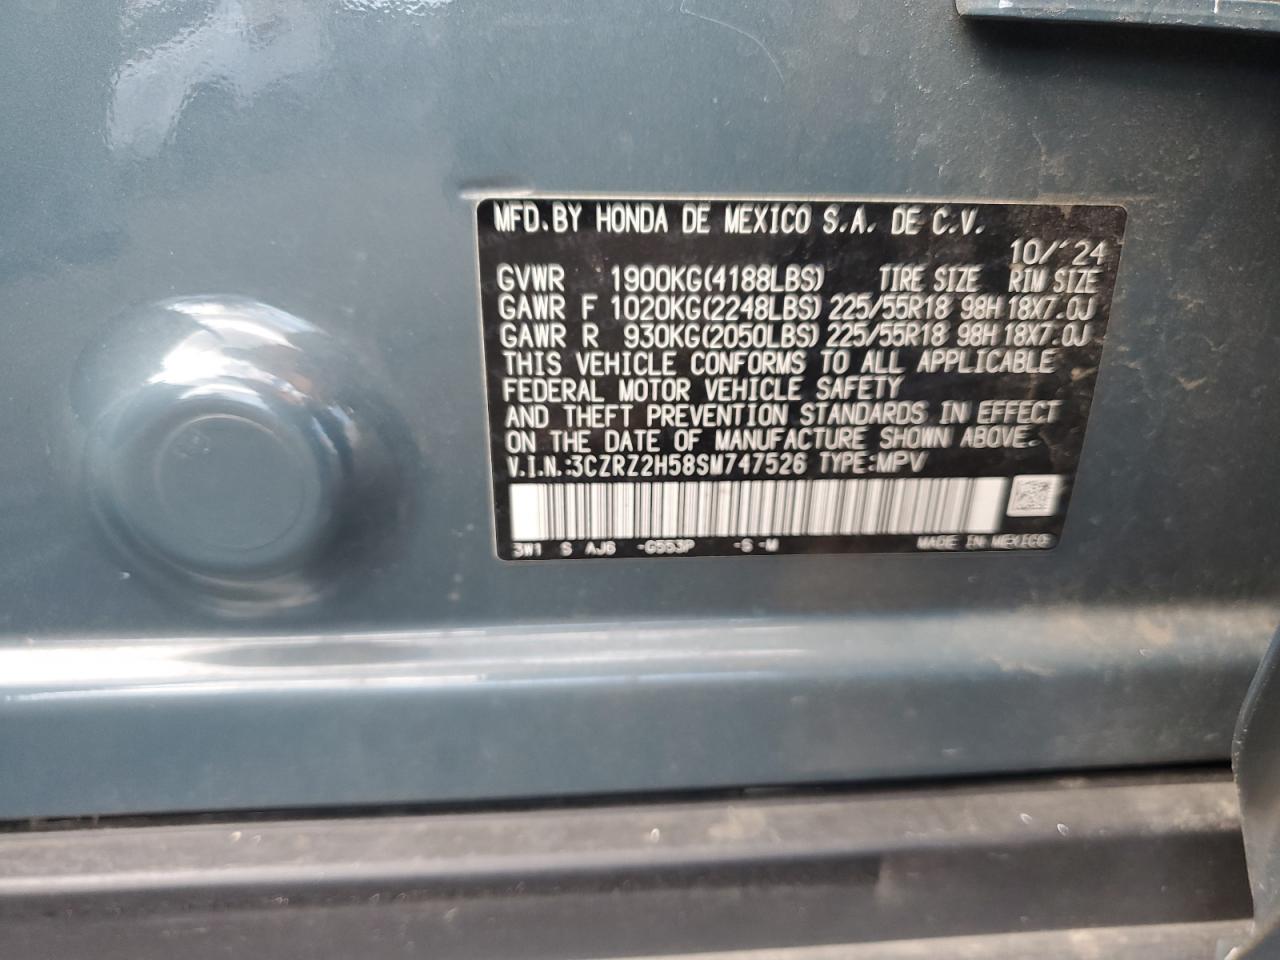 MFD.BY HONDA DE MEXICO S.A. DE C.V.
10/'24
GVWR 1900KG(4188LBS) TIRE SIZE RIM SIZE
GAWR F 1020KG(2248LBS) 225/55R18 98H 18X7.0J
GAWR R 930KG(2050LBS) 225/55R18 98H 18X7.0J
THIS VEHICLE CONFORMS TO ALL APPLICABLE
FEDERAL MOTOR VEHICLE SAFETY
AND THEFT PREVENTION STANDARDS IN EFFECT
ON THE DATE OF MANUFACTURE SHOWN ABOVE.
V.I.N.:3CZRZ2H58SM747526 TYPE:MPV
3W1 S AJ6 -G553P -S -M MADE IN MEXICO